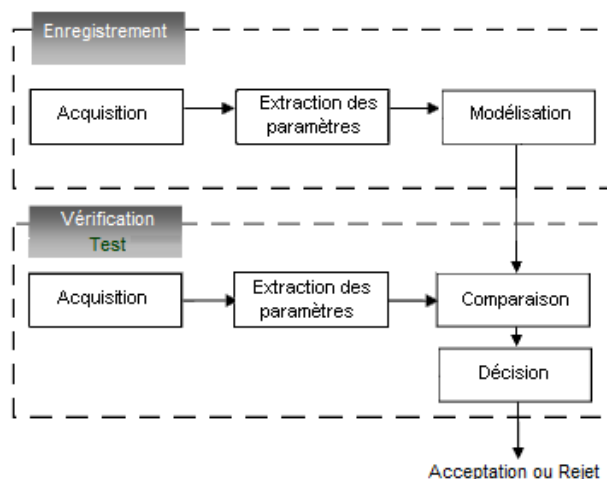 Enregistrement
Acquisition
Extraction des
paramètres
Modélisation
Vérification
Test
Acquisition
Extraction des
paramètres
Comparaison
Décision
Acceptation ou Rejet